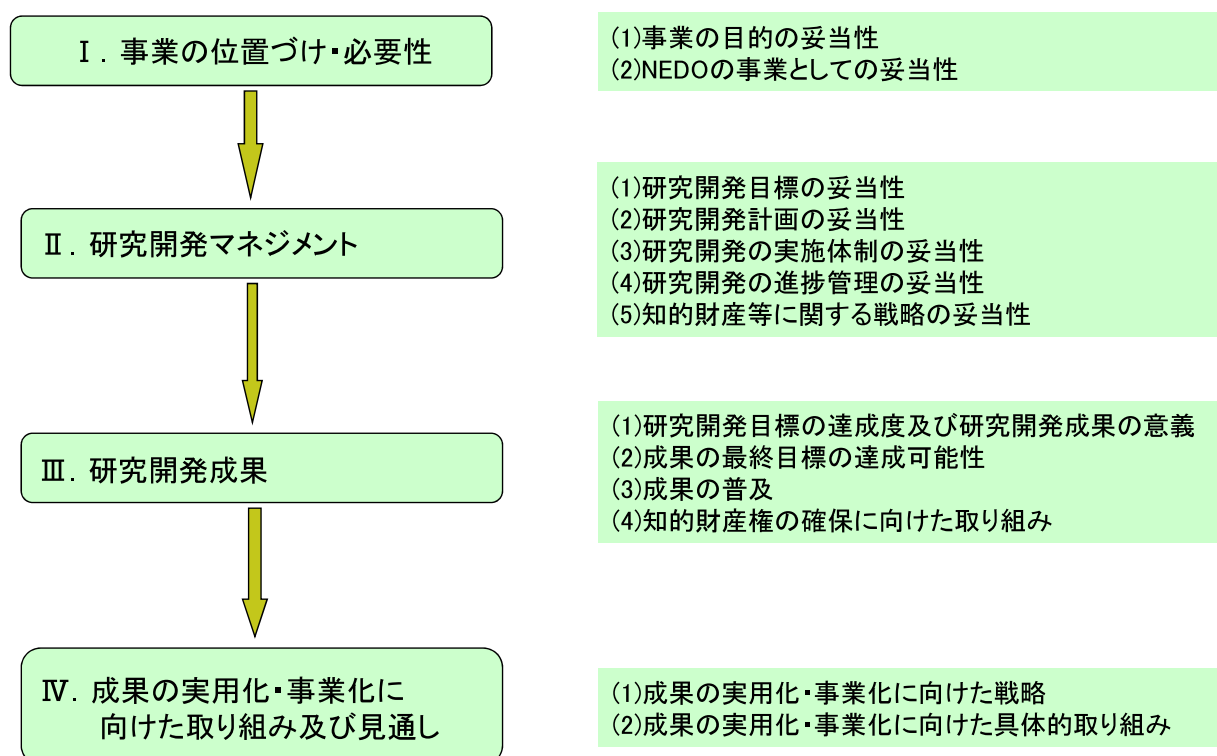 Ⅰ. 事業の位置づけ・必要性
(1)事業の目的の妥当性
(2)NEDOの事業としての妥当性
Ⅱ. 研究開発マネジメント
(1)研究開発目標の妥当性
(2)研究開発計画の妥当性
(3)研究開発の実施体制の妥当性
(4)研究開発の進捗管理の妥当性
(5)知的財産等に関する戦略の妥当性
Ⅲ. 研究開発成果
(1)研究開発目標の達成度及び研究開発成果の意義
(2)成果の最終目標の達成可能性
(3)成果の普及
(4)知的財産権の確保に向けた取り組み
Ⅳ. 成果の実用化・事業化に
向けた取り組み及び見通し
(1)成果の実用化・事業化に向けた戦略
(2)成果の実用化・事業化に向けた具体的取り組み